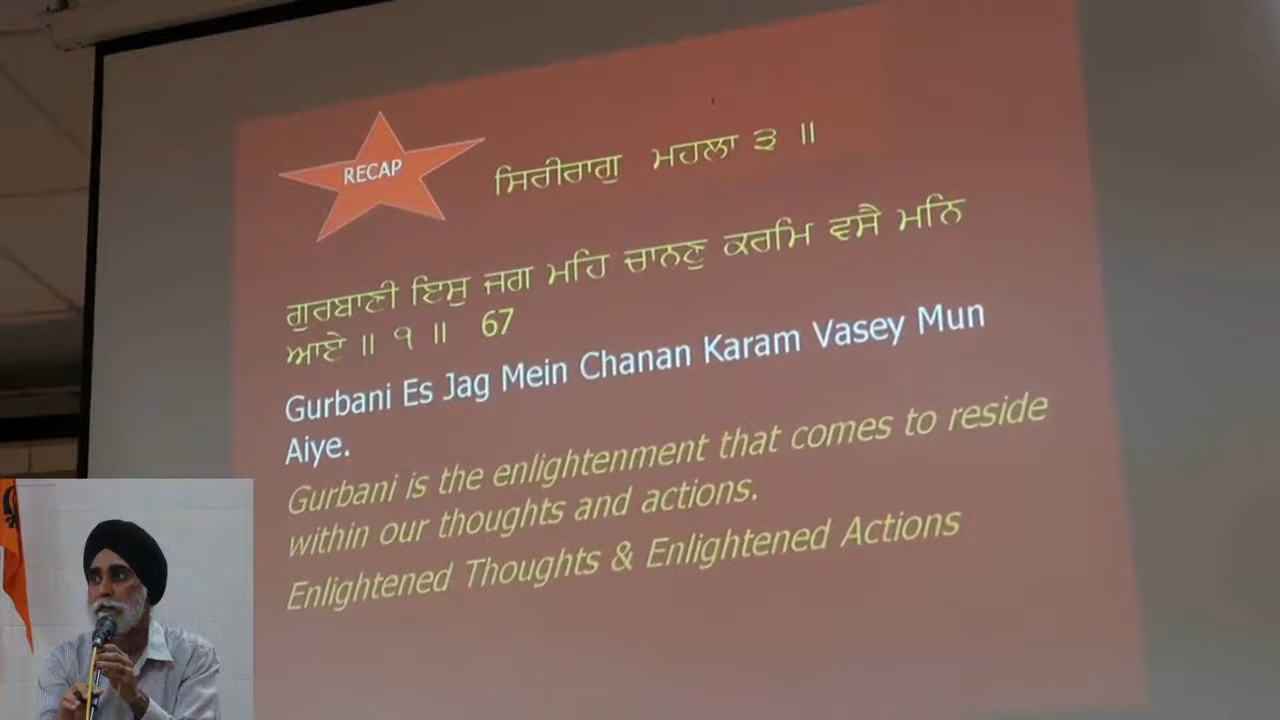 RECAP
ਸਿਰੀਰਾਗੁ ਮਹਲਾ ੩ ॥
ਗੁਰਬਾਣੀ ਇਸੁ ਜਗ ਮਹਿ ਚਾਨਣੁ ਕਰਮਿ ਵਸੈ ਮਨਿ
ਆਏ ॥ ੧ ॥ 67
Gurbani Es Jag Mein Chanan Karam Vasey Mun
Aiye.
Gurbani is the enlightenment that comes to reside
within our thoughts and actions.
Enlightened Thoughts & Enlightened Actions